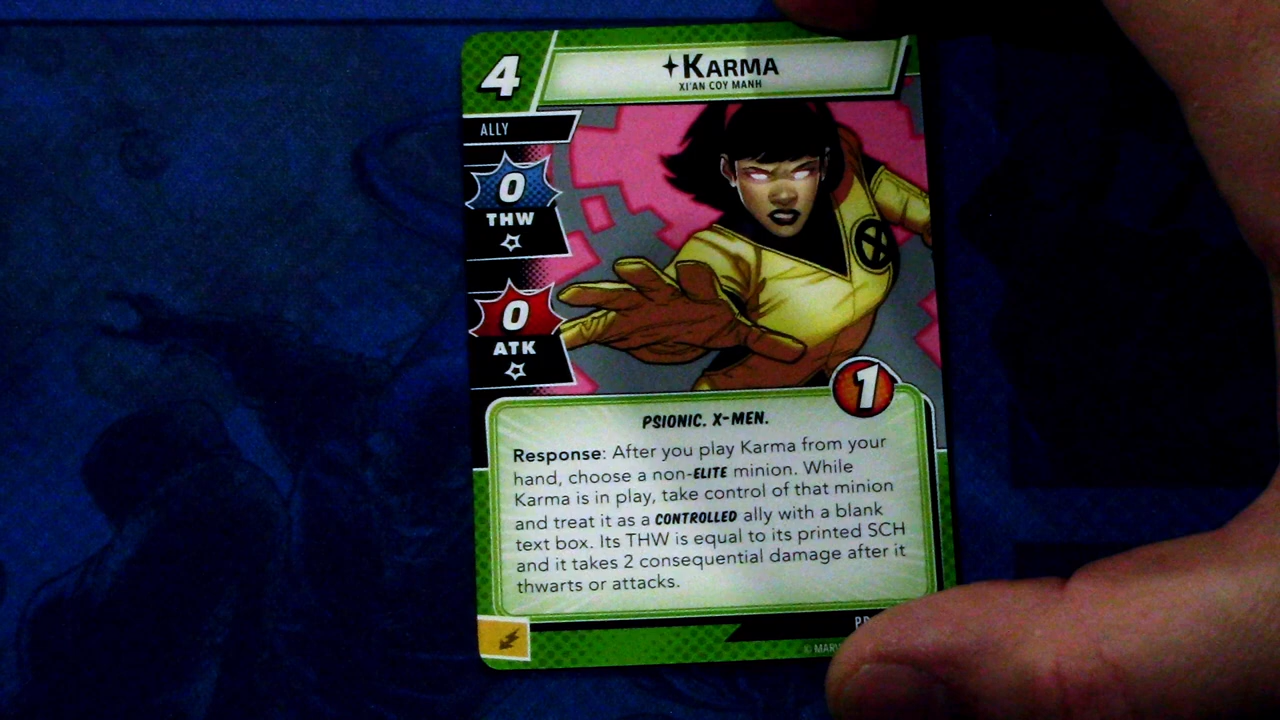 4
KARMA
XI'AN COY MANH
ALLY
0
THW
0
ATK
1
PSIONIC. X-MEN.
Response: After you play Karma from your
hand, choose a non-ELITE minion. While
Karma is in play, take control of that minion
and treat it as a CONTROLLED ally with a blank
text box. Its THW is equal to its printed SCH
and it takes 2 consequential damage after it
thwarts or attacks.